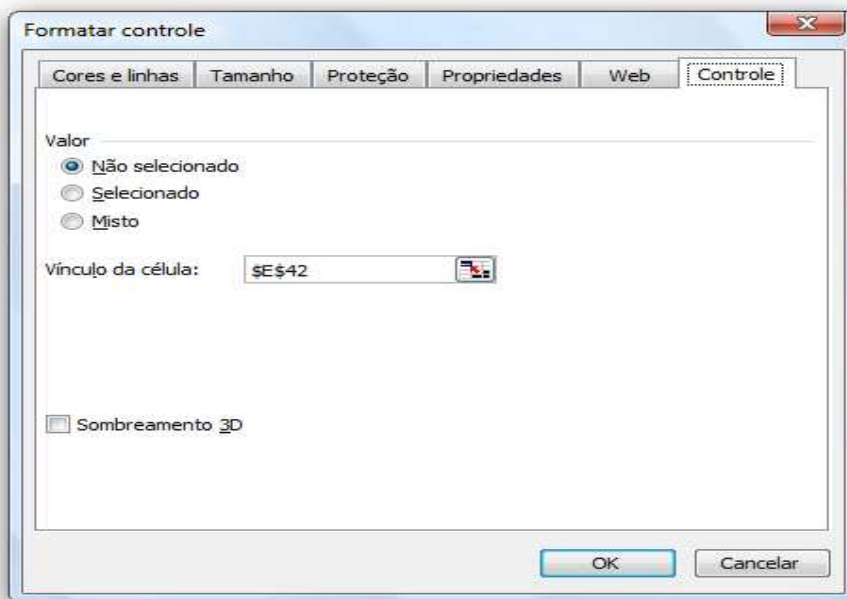 Formatar controle
Cores e linhas Tamanho Proteção Propriedades Web Controle
Valor
Não selecionado
Selecionado
Misto
Vínculo da célula: $E$42
Sombreamento 3D
OK Cancelar